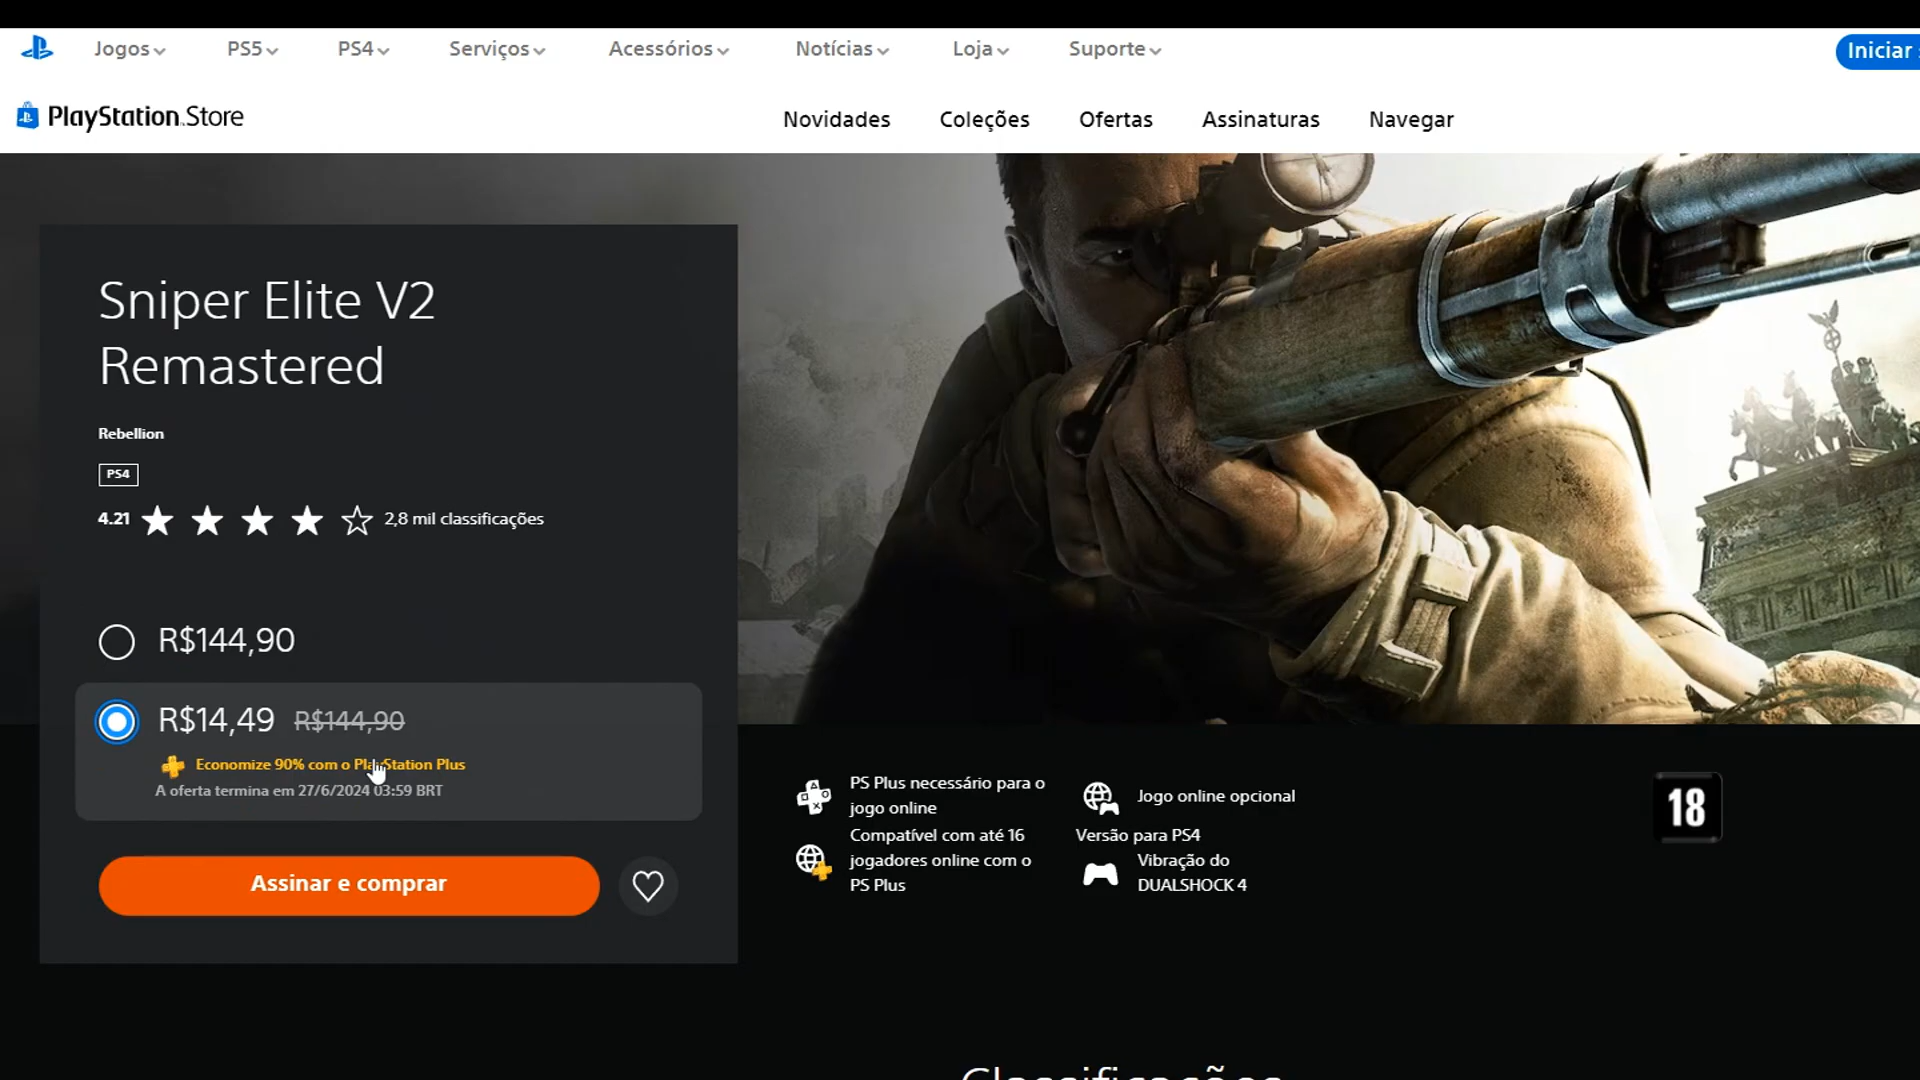 Jogos
PS5
PS4
Serviços
Acessórios
Notícias
Loja
Suporte
Iniciar
PlayStation Store
Novidades
Coleções
Ofertas
Assinaturas
Navegar
Sniper Elite V2
Remastered
Rebellion
PS4
4.21
2,8 mil classificações
R$144,90
R$14,49 R$144,90
Economize 90% com o PlayStation Plus
A oferta termina em 27/6/2024 03:59 BRT
Assinar e comprar
PS Plus necessário para o
jogo online
Compatível com até 16
jogadores online com o
PS Plus
Jogo online opcional
Versão para PS4
Vibração do
DUALSHOCK 4
18
Classificações